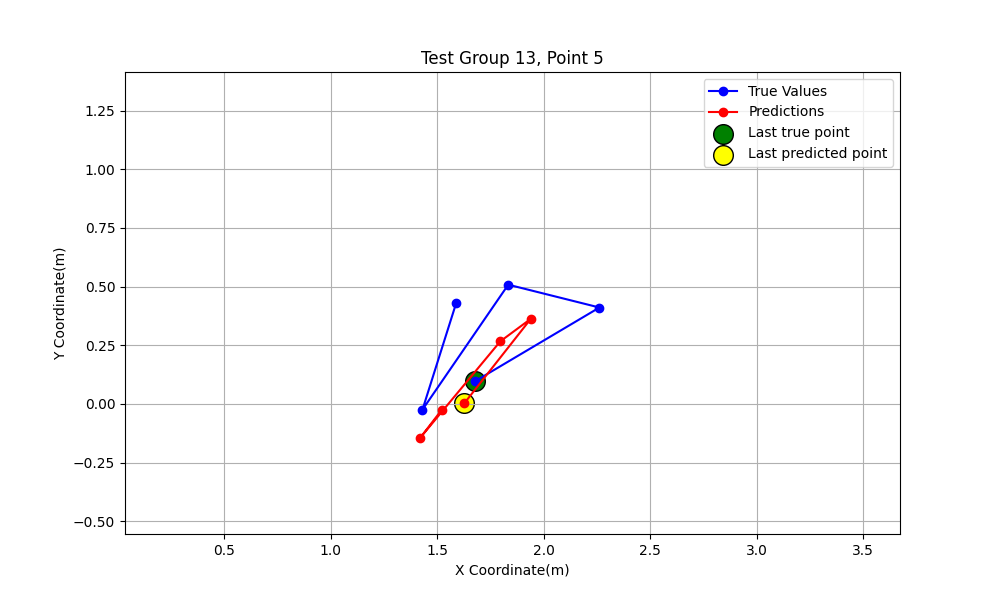 Test Group 13, Point 5
True Values
Predictions
Last true point
Last predicted point
1.25
1.00
0.75
0.50
0.25
0.00
−0.25
−0.50
Y Coordinate(m)
0.5 1.0 1.5 2.0 2.5 3.0 3.5
X Coordinate(m)